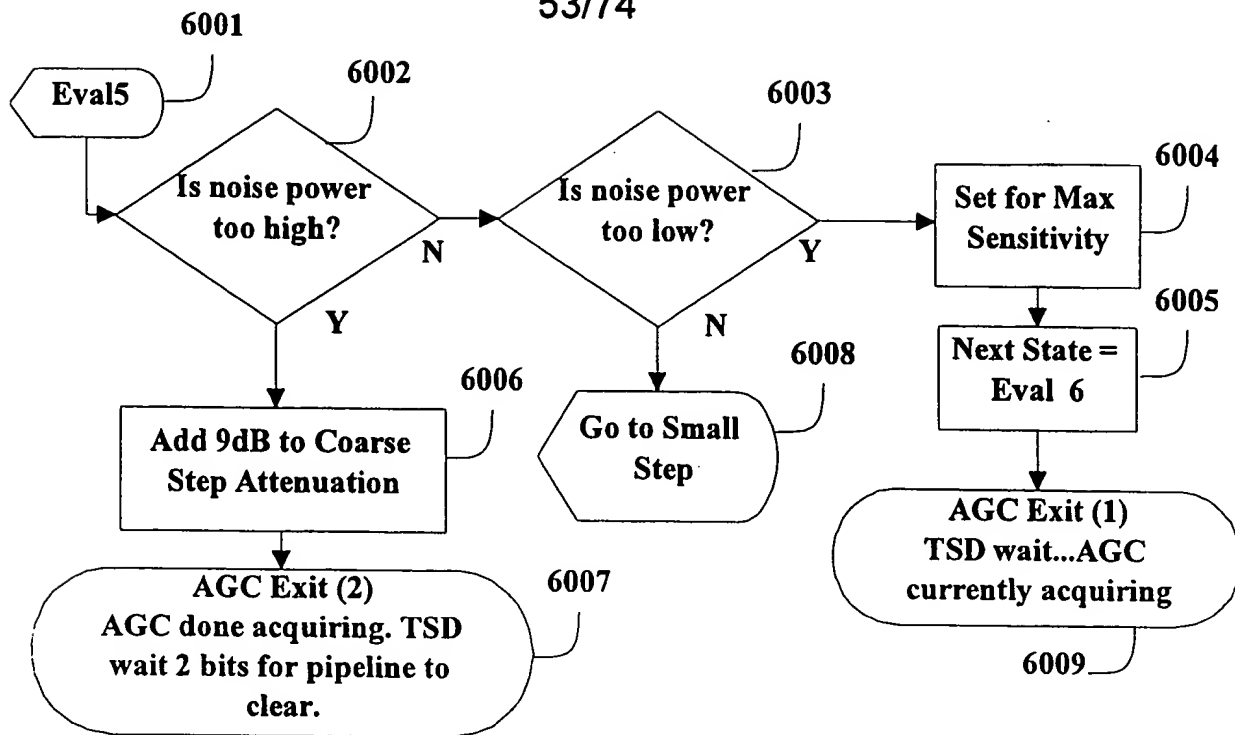 53/74
6001
Eval5
6002
Is noise power
too high?
N
Y
6003
Is noise power
too low?
Y
N
6004
Set for Max
Sensitivity
6005
Next State =
Eval 6
6006
Add 9dB to Coarse
Step Attenuation
6008
Go to Small
Step
AGC Exit (2)
AGC done acquiring. TSD
wait 2 bits for pipeline to
clear.
6007
AGC Exit (1)
TSD wait...AGC
currently acquiring
6009